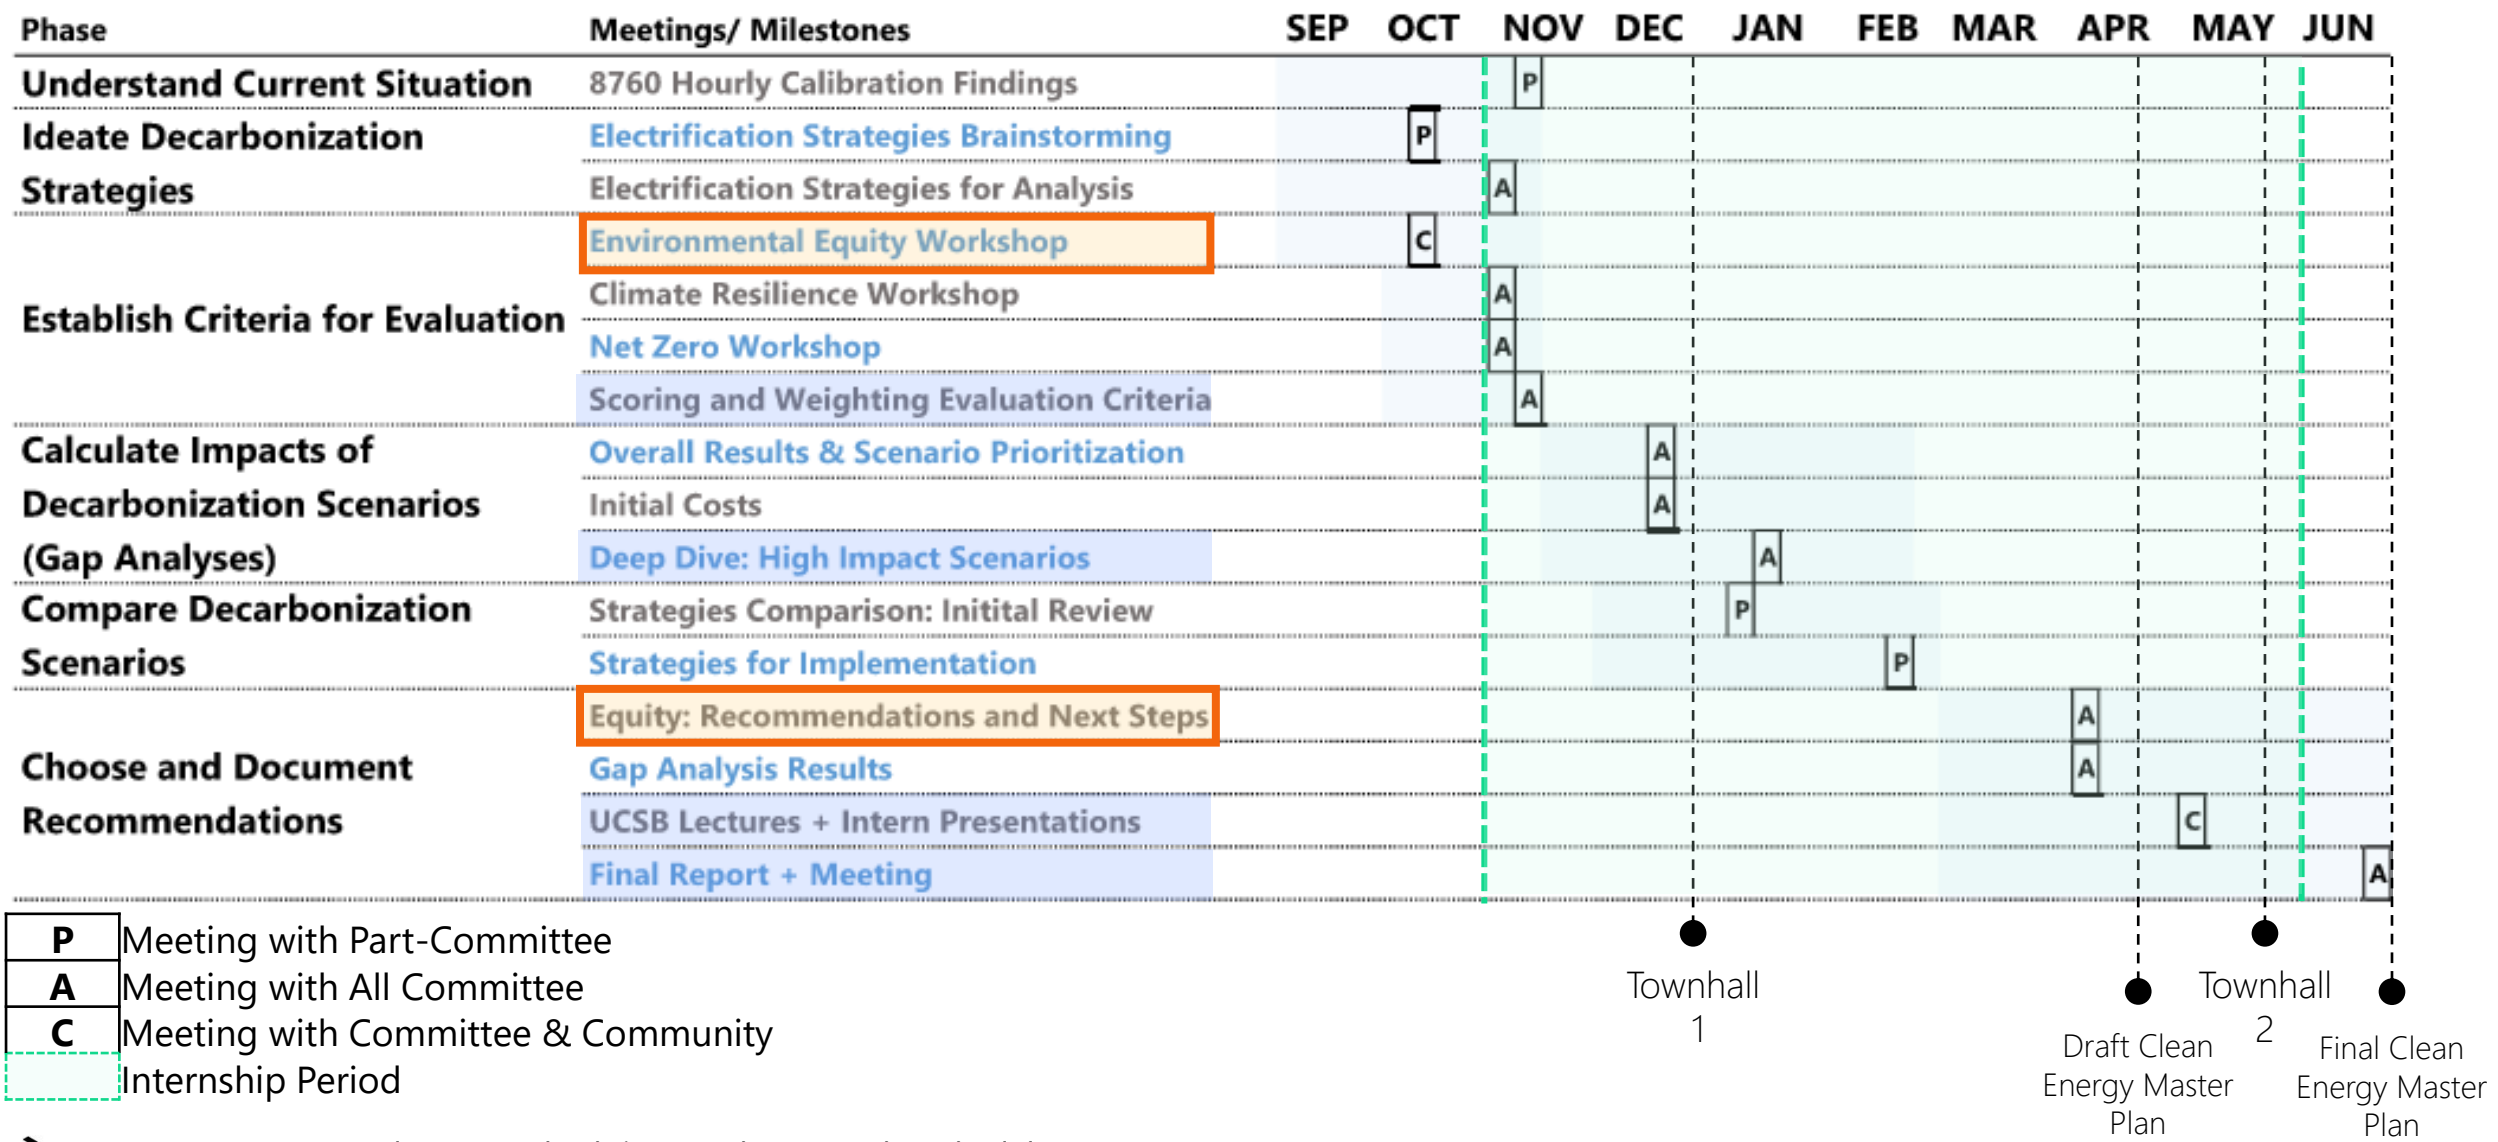 Phase Meetings/ Milestones SEP OCT NOV DEC JAN FEB MAR APR MAY JUN
Understand Current Situation 8760 Hourly Calibration Findings P
Ideate Decarbonization Electrification Strategies Brainstorming P
Strategies Electrification Strategies for Analysis A
Environmental Equity Workshop C
Climate Resilience Workshop A
Establish Criteria for Evaluation
Net Zero Workshop A
Scoring and Weighting Evaluation Criteria A
Calculate Impacts of Overall Results & Scenario Prioritization A
Decarbonization Scenarios Initial Costs A
(Gap Analyses) Deep Dive: High Impact Scenarios A
Compare Decarbonization Strategies Comparison: Initital Review P
Scenarios Strategies for Implementation P
Equity: Recommendations and Next Steps A
Choose and Document Gap Analysis Results A
Recommendations UCSB Lectures + Intern Presentations C
Final Report + Meeting A
P Meeting with Part-Committee
A Meeting with All Committee
C Meeting with Committee & Community
Internship Period
Townhall
1
Draft Clean
Energy Master
Plan
Townhall
2
Final Clean
Energy Master
Plan